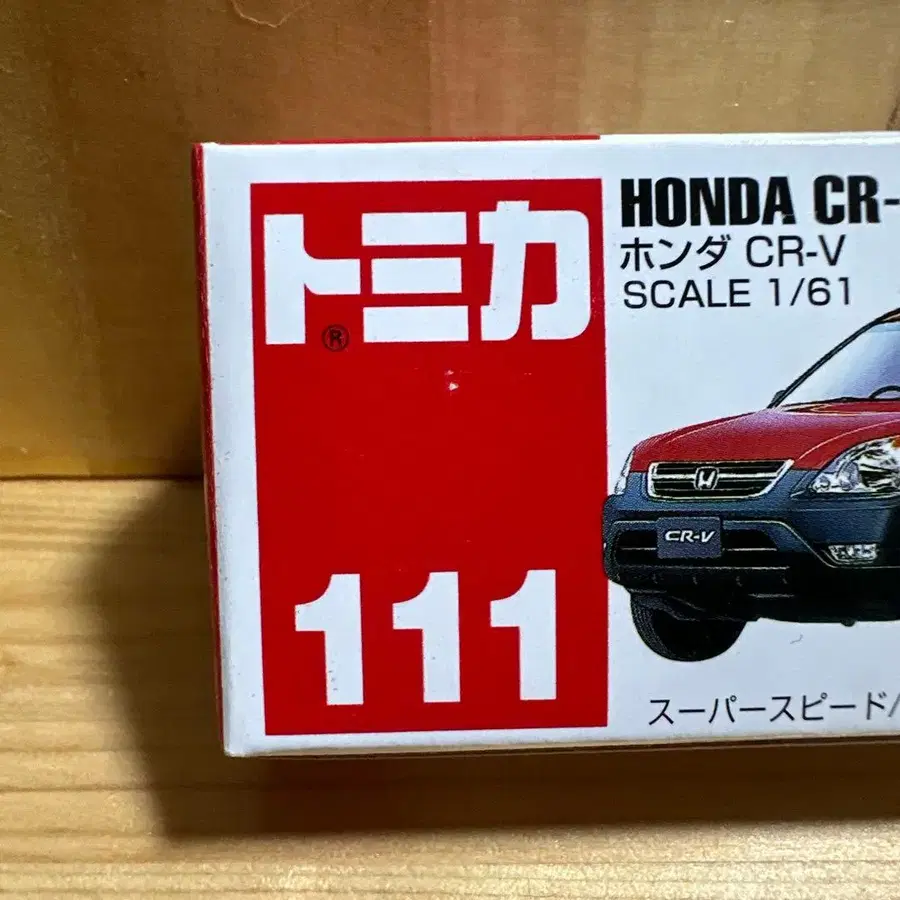 トミカ
®
111
HONDA CR-
ホンダ CR-V
SCALE 1/61
CR-V
スーパースピード/